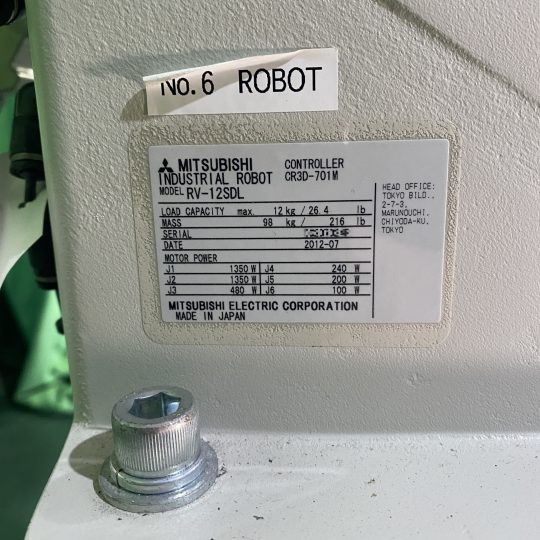 No.6 ROBOT
MITSUBISHI CONTROLLER
INDUSTRIAL ROBOT CR3D-701M
MODEL RV-12SDL
LOAD CAPACITY max. 12 kg / 26.4 lb
MASS 98 kg / 216 lb
SERIAL
DATE 2012-07
MOTOR POWER
J1 1350 W J4 240 W
J2 1350 W J5 200 W
J3 480 W J6 100 W
MITSUBISHI ELECTRIC CORPORATION
MADE IN JAPAN
HEAD OFFICE:
TOKYO BILD.,
2-7-3,
MARUNOUCHI,
CHIYODA-KU,
TOKYO